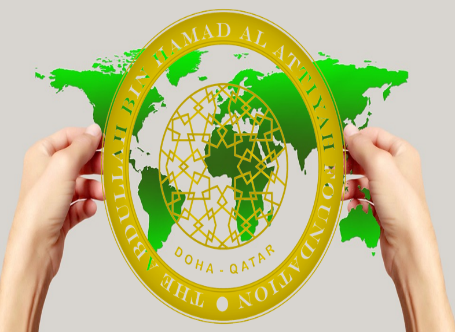 THE ABDULLAH BIN HAMAD AL ATTIYAH FOUNDATION
DOHA - QATAR